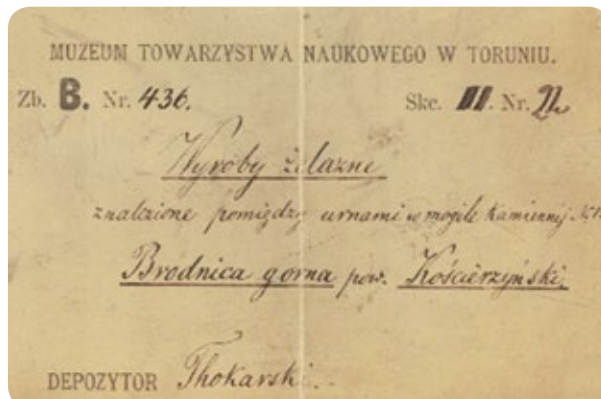 MUZEUM TOWARZYSTWA NAUKOWEGO W TORUNIU.
Zb. B. Nr. 436. Skc. III. Nr. 22
Wyroby żelazne
znalezione pomiędzy urnami w mogile kamiennej
Brodnica górna pow. Kościerzyński.
DEPOZYTOR Thokarski.